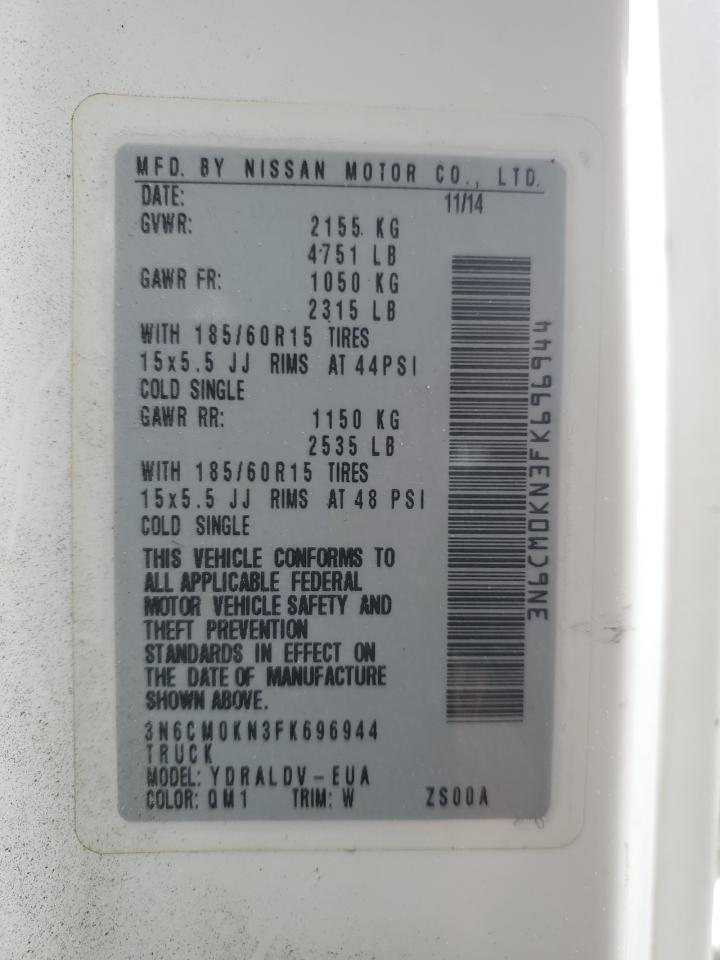 MFD. BY NISSAN MOTOR CO., LTD.
DATE: 11/14
GVWR: 2155 KG
4751 LB
GAWR FR: 1050 KG
2315 LB
WITH 185/60R15 TIRES
15x5.5 JJ RIMS AT 44PSI
COLD SINGLE
GAWR RR: 1150 KG
2535 LB
WITH 185/60R15 TIRES
15x5.5 JJ RIMS AT 48 PSI
COLD SINGLE
THIS VEHICLE CONFORMS TO
ALL APPLICABLE FEDERAL
MOTOR VEHICLE SAFETY AND
THEFT PREVENTION
STANDARDS IN EFFECT ON
THE DATE OF MANUFACTURE
SHOWN ABOVE.
3N6CM0KN3FK696944
TRUCK
MODEL: YDRALDV-EUA
COLOR: QM1 TRIM: W ZS00A
3N6CM0KN3FK696944